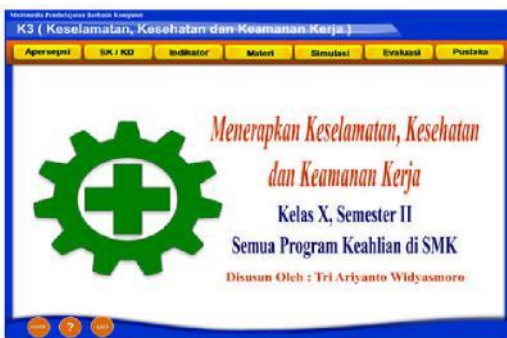 Multimedia Pembelajaran Berbasis Komputer
K3 ( Keselamatan, Kesehatan dan Keamanan Kerja )
Apersepsi SK / KD Indikator Materi Simulasi Evaluasi Pustaka
Menerapkan Keselamatan, Kesehatan
dan Keamanan Kerja
Kelas X, Semester II
Semua Program Keahlian di SMK
Disusun Oleh : Tri Ariyanto Widyasmoro
?